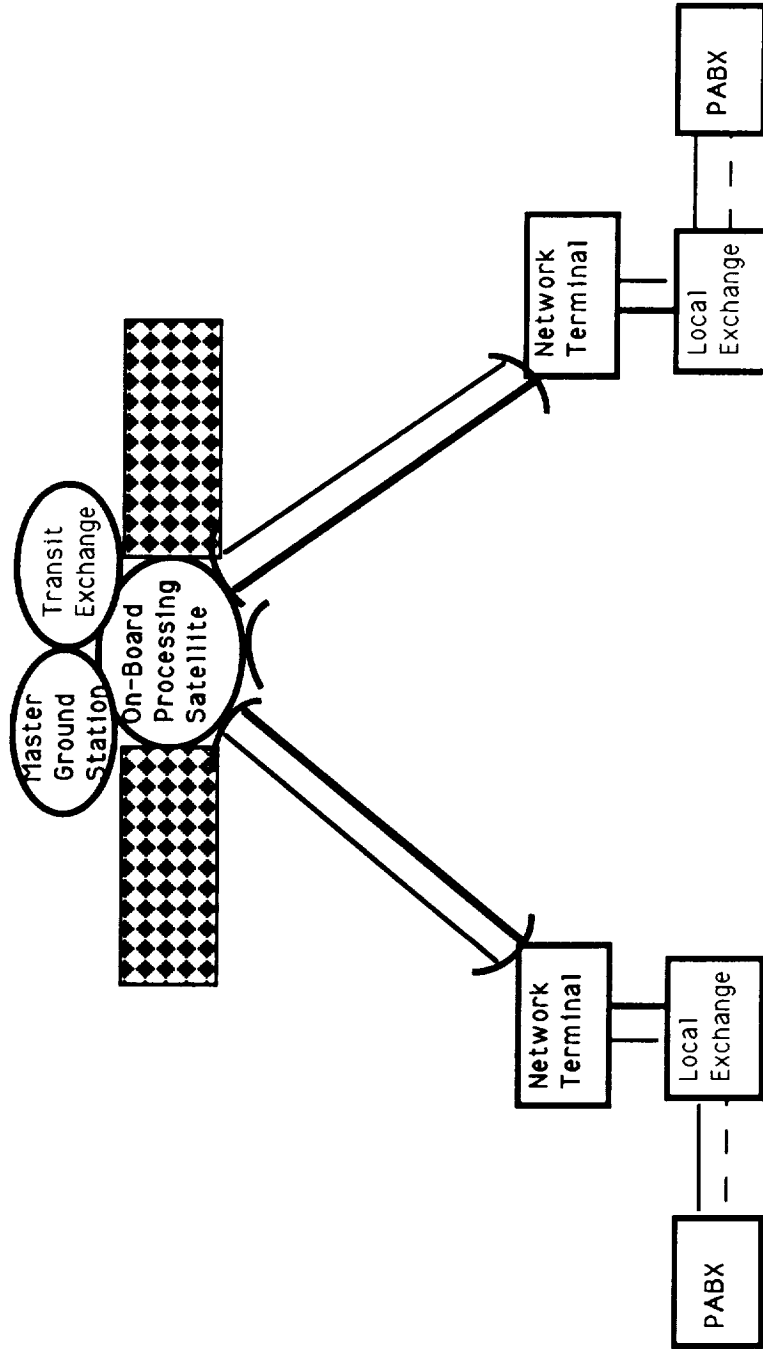 Master
Ground
Station
Transit
Exchange
On-Board
Processing
Satellite
Network
Terminal
Network
Terminal
PABX
Local
Exchange
Local
Exchange
PABX